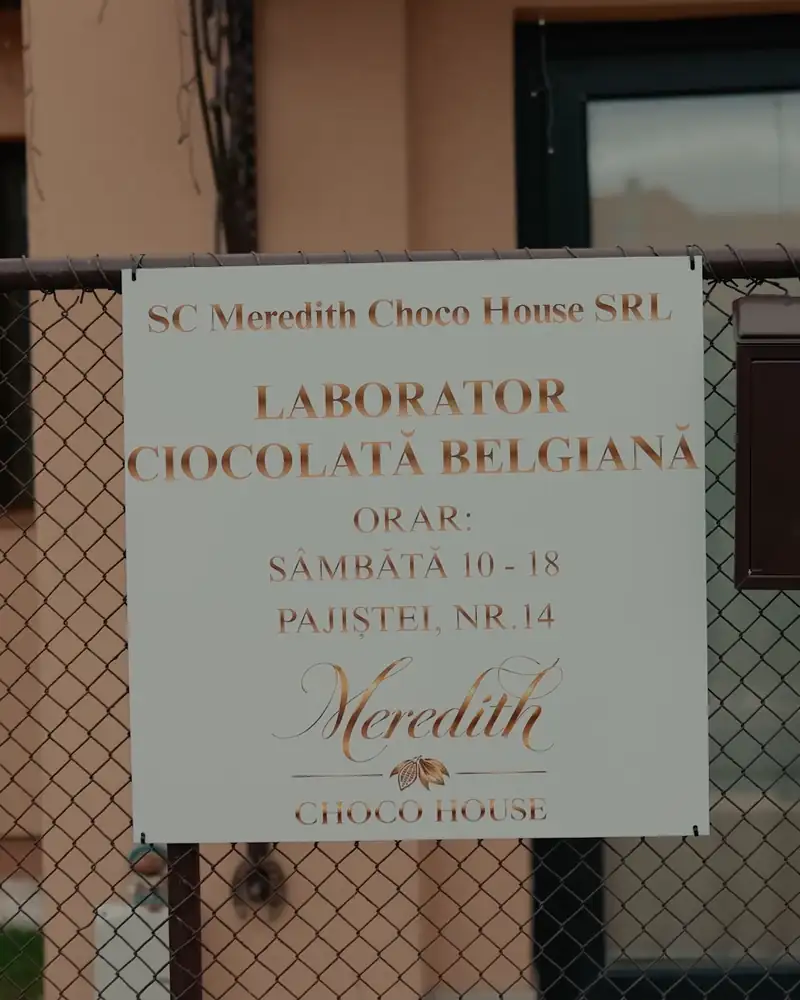 SC Meredith Choco House SRL
LABORATOR
CIOCOLATĂ BELGIANĂ
ORAR:
SÂMBĂTĂ 10 - 18
PAJIȘTEI, NR.14
Meredith
CHOCO HOUSE